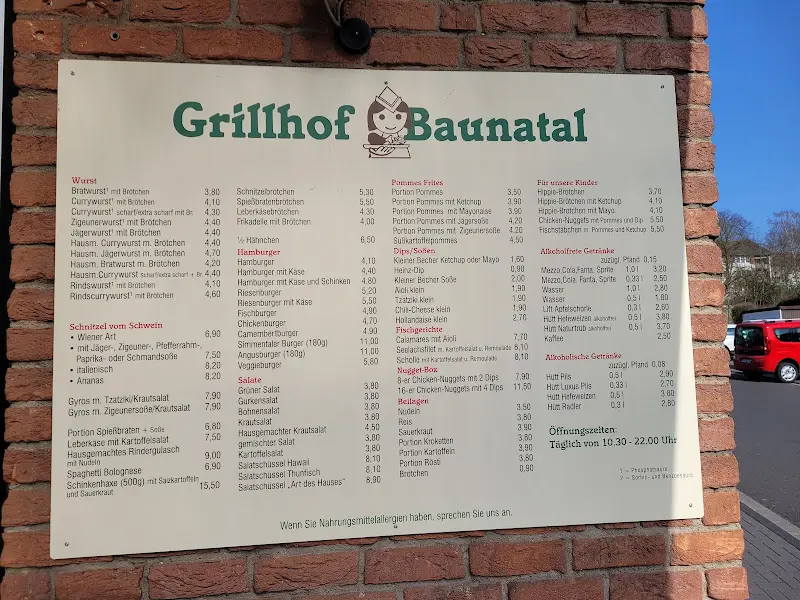 Grillhof Baunatal
Wurst
Bratwurst¹ mit Brötchen 3,80
Currywurst¹ mit Brötchen 4,10
Currywurst¹ scharf/extra scharf mit Br. 4,30
Zigeunerwurst¹ mit Brötchen 4,40
Jägerwurst¹ mit Brötchen 4,40
Hausm. Currywurst m. Brötchen 4,40
Hausm. Jägerwurst m. Brötchen 4,70
Hausm. Bratwurst m. Brötchen 4,20
Hausm.Currywurst scharf/extra scharf + Br. 4,40
Rindswurst¹ mit Brötchen 4,10
Rindscurrywurst¹ mit Brötchen 4,60
Schnitzel vom Schwein
• Wiener Art 6,90
• mit Jäger-, Zigeuner-, Pfefferrahm-,
Paprika- oder Schmandsoße 7,50
• italienisch 8,20
• Ananas 8,20
Gyros m. Tzatziki/Krautsalat 7,90
Gyros m. Zigeunersoße/Krautsalat 7,90
Portion Spießbraten + Soße 6,80
Leberkäse mit Kartoffelsalat 7,50
Hausgemachtes Rindergulasch 9,00
mit Nudeln
Spaghetti Bolognese 6,90
Schinkenhaxe (500g) mit Salzkartoffeln 15,50
und Sauerkraut
Schnitzelbrötchen 5,30
Spießbratenbrötchen 5,50
Leberkäsebrötchen 4,30
Frikadelle mit Brötchen 4,00
½ Hähnchen 6,50
Hamburger
Hamburger 4,10
Hamburger mit Käse 4,40
Hamburger mit Käse und Schinken 4,80
Riesenburger 5,20
Riesenburger mit Käse 5,50
Fischburger 4,90
Chickenburger 4,70
Camembertburger 4,90
Simmentaler Burger (180g) 11,00
Angusburger (180g) 11,00
Veggieburger 5,80
Salate
Grüner Salat 3,80
Gurkensalat 3,80
Bohnensalat 3,80
Krautsalat 3,80
Hausgemachter Krautsalat 4,50
gemischter Salat 3,80
Kartoffelsalat 3,80
Salatschüssel Hawaii 8,10
Salatschüssel Thunfisch 8,10
Salatschüssel „Art des Hauses" 8,90
Pommes Frites
Portion Pommes 3,50
Portion Pommes mit Ketchup 3,90
Portion Pommes mit Mayonaise 3,90
Portion Pommes mit Jägersoße 4,20
Portion Pommes mit Zigeunersoße 4,20
Süßkartoffelpommes 4,50
Dips/Soßen
Kleiner Becher Ketchup oder Mayo 1,60
Heinz-Dip 0,90
Kleiner Becher Soße 2,00
Aioli klein 1,90
Tzatziki klein 1,90
Chili-Cheese klein 1,90
Hollandaise klein 2,70
Fischgerichte
Calamares mit Aioli 7,70
Seelachsfilet m. Kartoffelsalat u. Remoulade 8,10
Scholle mit Kartoffelsalat u. Remoulade 8,10
Nugget-Box
8-er Chicken-Nuggets mit 2 Dips 7,90
16-er Chicken-Nuggets mit 4 Dips 11,50
Beilagen
Nudeln 3,50
Reis 3,80
Sauerkraut 3,90
Portion Kroketten 3,80
Portion Kartoffeln 3,90
Portion Rösti 3,80
Brötchen 0,90
Für unsere Kinder
Hippie-Brötchen 3,70
Hippie-Brötchen mit Ketchup 4,10
Hippie-Brötchen mit Mayo 4,10
Chicken-Nuggets mit Pommes und Dip 5,50
Fischstäbchen m. Pommes und Ketchup 5,50
Alkoholfreie Getränke
zuzügl. Pfand 0,15
Mezzo,Cola,Fanta, Sprite 1,0 l 3,20
Mezzo,Cola, Fanta, Sprite 0,33 l 2,50
Wasser 1,0 l 2,80
Wasser 0,5 l 1,80
Lift Apfelschorle 0,3 l 2,60
Hütt Hefeweizen alkoholfrei 0,5 l 3,80
Hütt Naturtrüb alkoholfrei 0,5 l 3,70
Kaffee 2,50
Alkoholische Getränke
zuzügl. Pfand 0,08
Hütt Pils 0,5 l 2,90
Hütt Luxus Pils 0,33 l 2,70
Hütt Hefeweizen 0,5 l 3,80
Hütt Radler 0,3 l 2,80
Öffnungszeiten:
Täglich von 10.30 - 22.00 Uhr
1 = Phosphatsäure
2 = Sorbin- und Benzoesäure
Wenn Sie Nahrungsmittelallergien haben, sprechen Sie uns an.